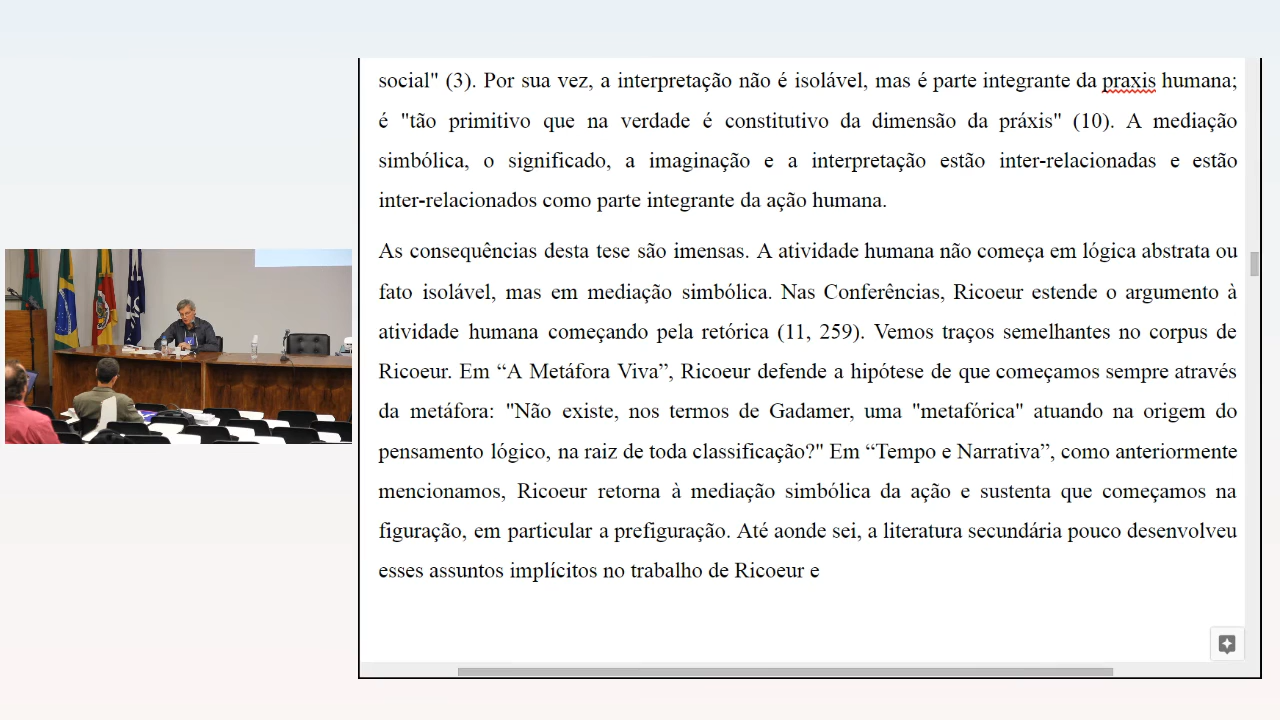 social" (3). Por sua vez, a interpretação não é isolável, mas é parte integrante da praxis humana;
é "tão primitivo que na verdade é constitutivo da dimensão da práxis" (10). A mediação
simbólica, o significado, a imaginação e a interpretação estão inter-relacionadas e estão
inter-relacionados como parte integrante da ação humana.
As consequências desta tese são imensas. A atividade humana não começa em lógica abstrata ou
fato isolável, mas em mediação simbólica. Nas Conferências, Ricoeur estende o argumento à
atividade humana começando pela retórica (11, 259). Vemos traços semelhantes no corpus de
Ricoeur. Em “A Metáfora Viva”, Ricoeur defende a hipótese de que começamos sempre através
da metáfora: "Não existe, nos termos de Gadamer, uma "metafórica" atuando na origem do
pensamento lógico, na raiz de toda classificação?" Em “Tempo e Narrativa”, como anteriormente
mencionamos, Ricoeur retorna à mediação simbólica da ação e sustenta que começamos na
figuração, em particular a prefiguração. Até aonde sei, a literatura secundária pouco desenvolveu
esses assuntos implícitos no trabalho de Ricoeur e